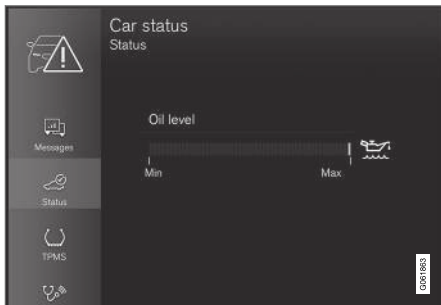 Car status
Status
Oil level
Min Max
Messages
Status
TPMS
G061863